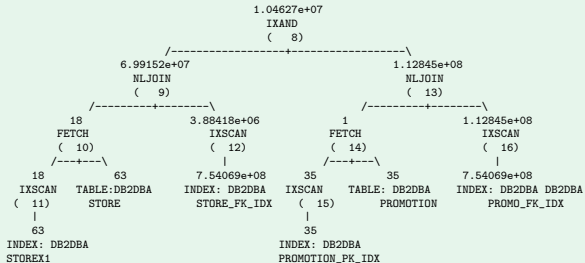 1.04627e+07
IXAND
( 8)
/------------------+------------------\
6.99152e+07 1.12845e+08
NLJOIN NLJOIN
( 9) ( 13)
/---------+--------\ /---------+--------\
18 3.88418e+06 1 1.12845e+08
FETCH IXSCAN FETCH IXSCAN
( 10) ( 12) ( 14) ( 16)
/---+---\ | /---+---\ |
18 63 7.54069e+08 35 35 7.54069e+08
IXSCAN TABLE:DB2DBA INDEX: DB2DBA IXSCAN TABLE: DB2DBA INDEX: DB2DBA DB2DBA
( 11) STORE STORE_FK_IDX ( 15) PROMOTION PROMO_FK_IDX
| |
63 35
INDEX: DB2DBA INDEX: DB2DBA
STOREX1 PROMOTION_PK_IDX